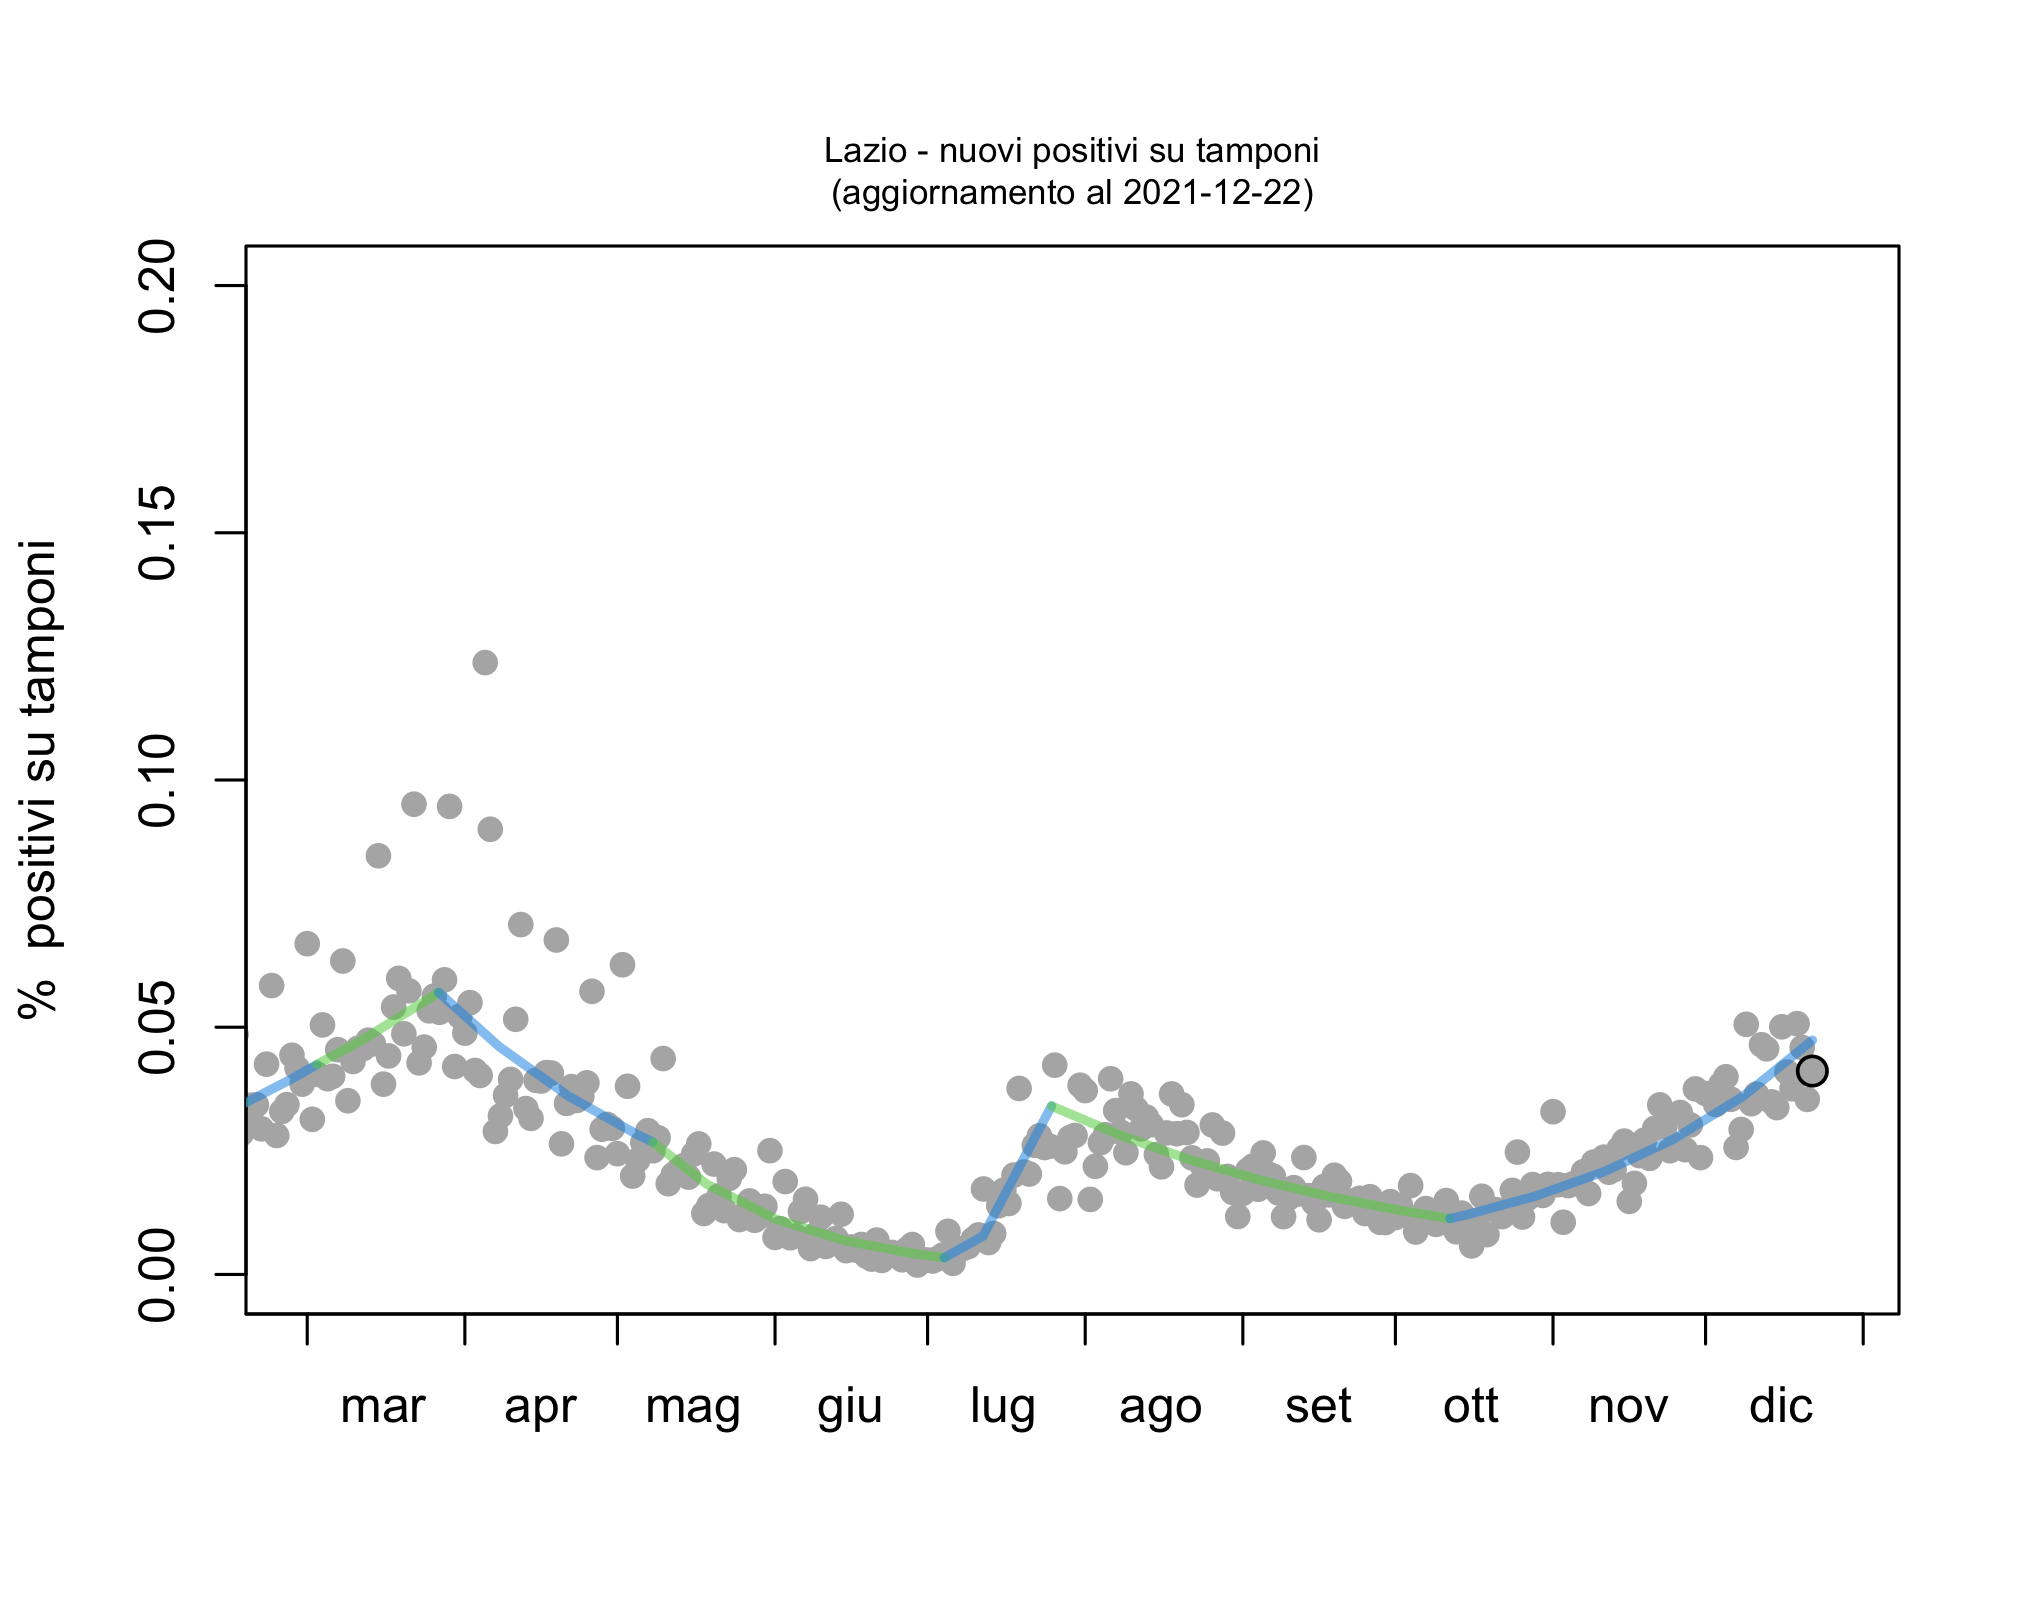 Lazio - nuovi positivi su tamponi
(aggiornamento al 2021-12-22)
% positivi su tamponi
0.20
0.15
0.10
0.05
0.00
mar apr mag giu lug ago set ott nov dic